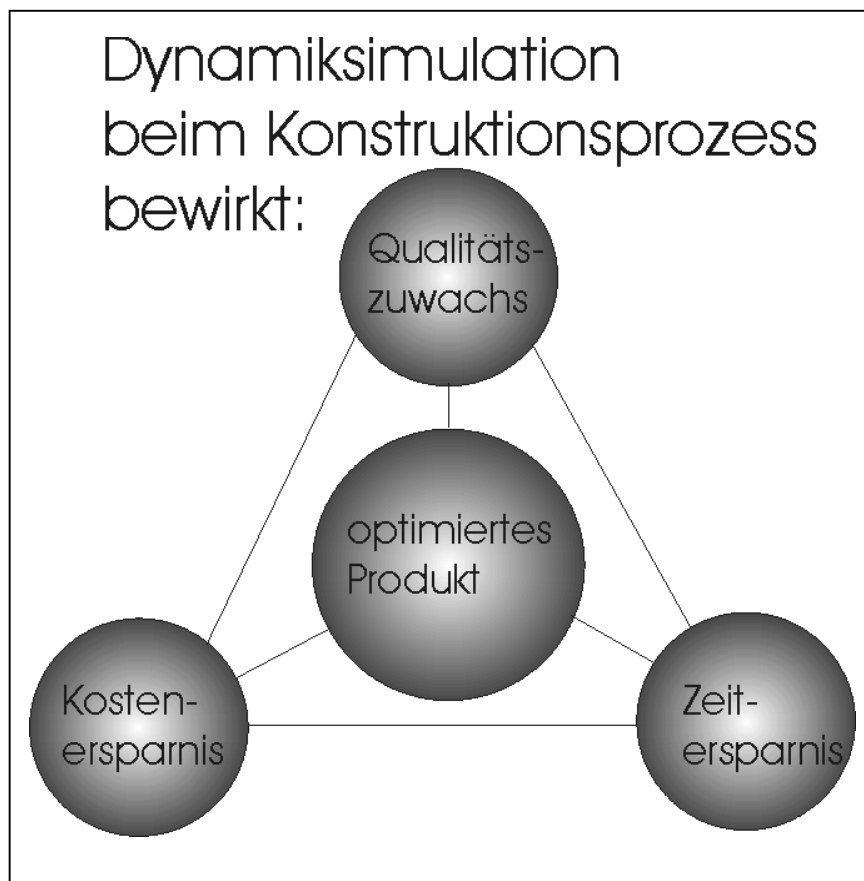 Dynamiksimulation
beim Konstruktionsprozess
bewirkt:
Qualitäts-
zuwachs
optimiertes
Produkt
Kosten-
ersparnis
Zeit-
ersparnis